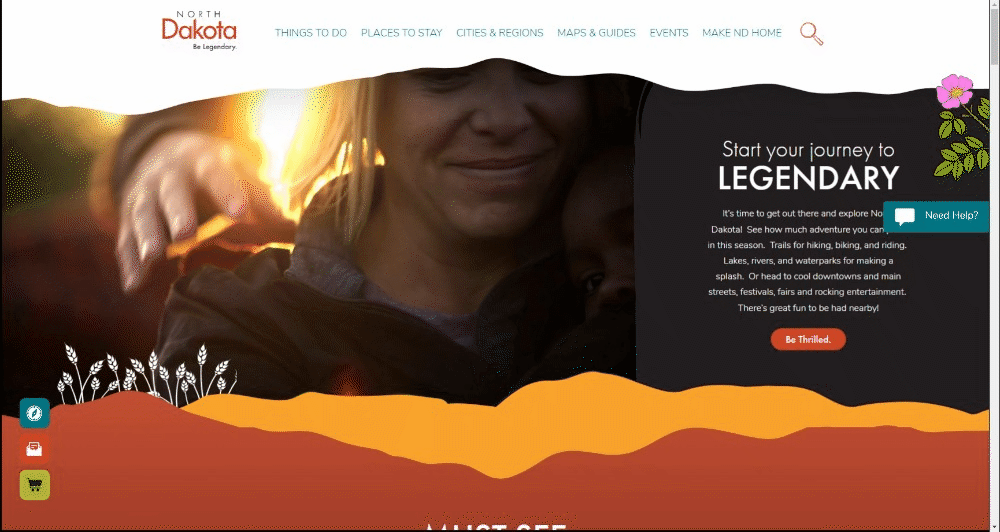 NORTH
Dakota
Be Legendary.
THINGS TO DO PLACES TO STAY CITIES & REGIONS MAPS & GUIDES EVENTS MAKE ND HOME
Start your journey to
LEGENDARY
It's time to get out there and explore No
Dakota! See how much adventure you can
in this season. Trails for hiking, biking, and riding.
Lakes, rivers, and waterparks for making a
splash. Or head to cool downtowns and main
streets, festivals, fairs and rocking entertainment.
There's great fun to be had nearby!
Be Thrilled.
Need Help?
MUST SEE